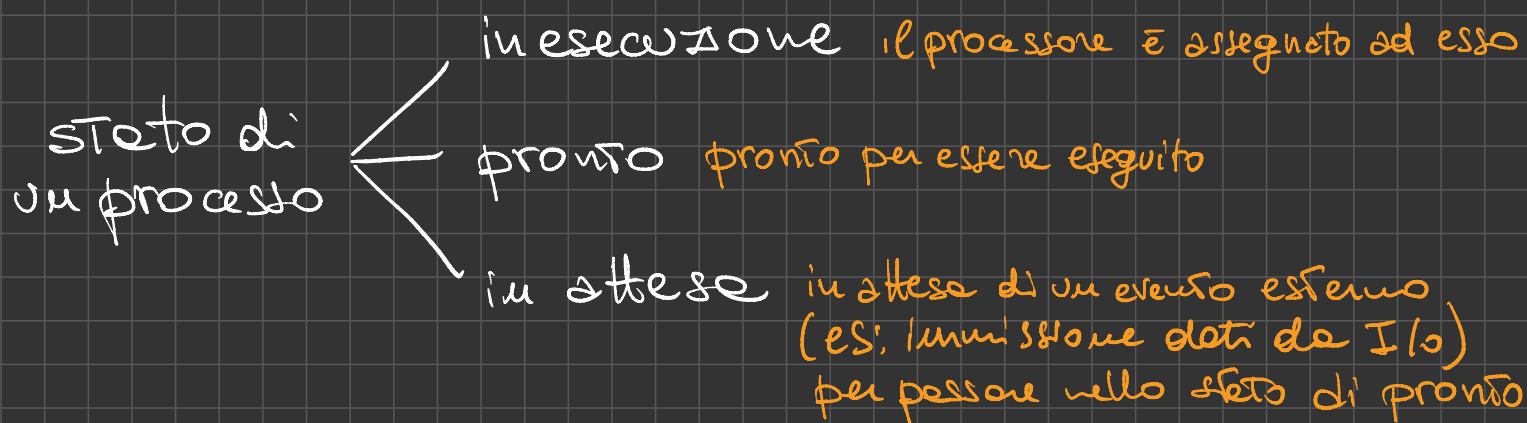 in esecuzione il processore è assegnato ad esso
stato di
un processo
pronto pronto per essere eseguito
in attesa in attesa di un evento esterno
(es: immissione dati da I/o)
per passare nello stato di pronto